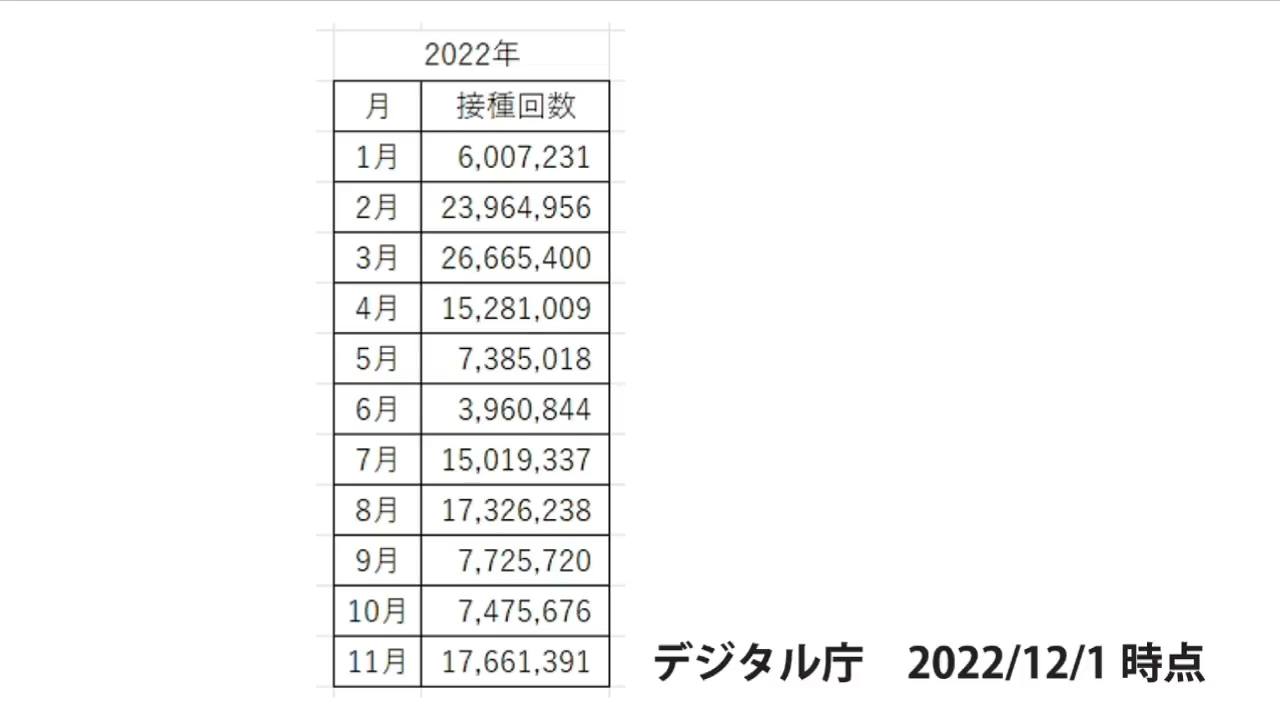 2022年
月 接種回数
1月 6,007,231
2月 23,964,956
3月 26,665,400
4月 15,281,009
5月 7,385,018
6月 3,960,844
7月 15,019,337
8月 17,326,238
9月 7,725,720
10月 7,475,676
11月 17,661,391
デジタル庁　2022/12/1 時点